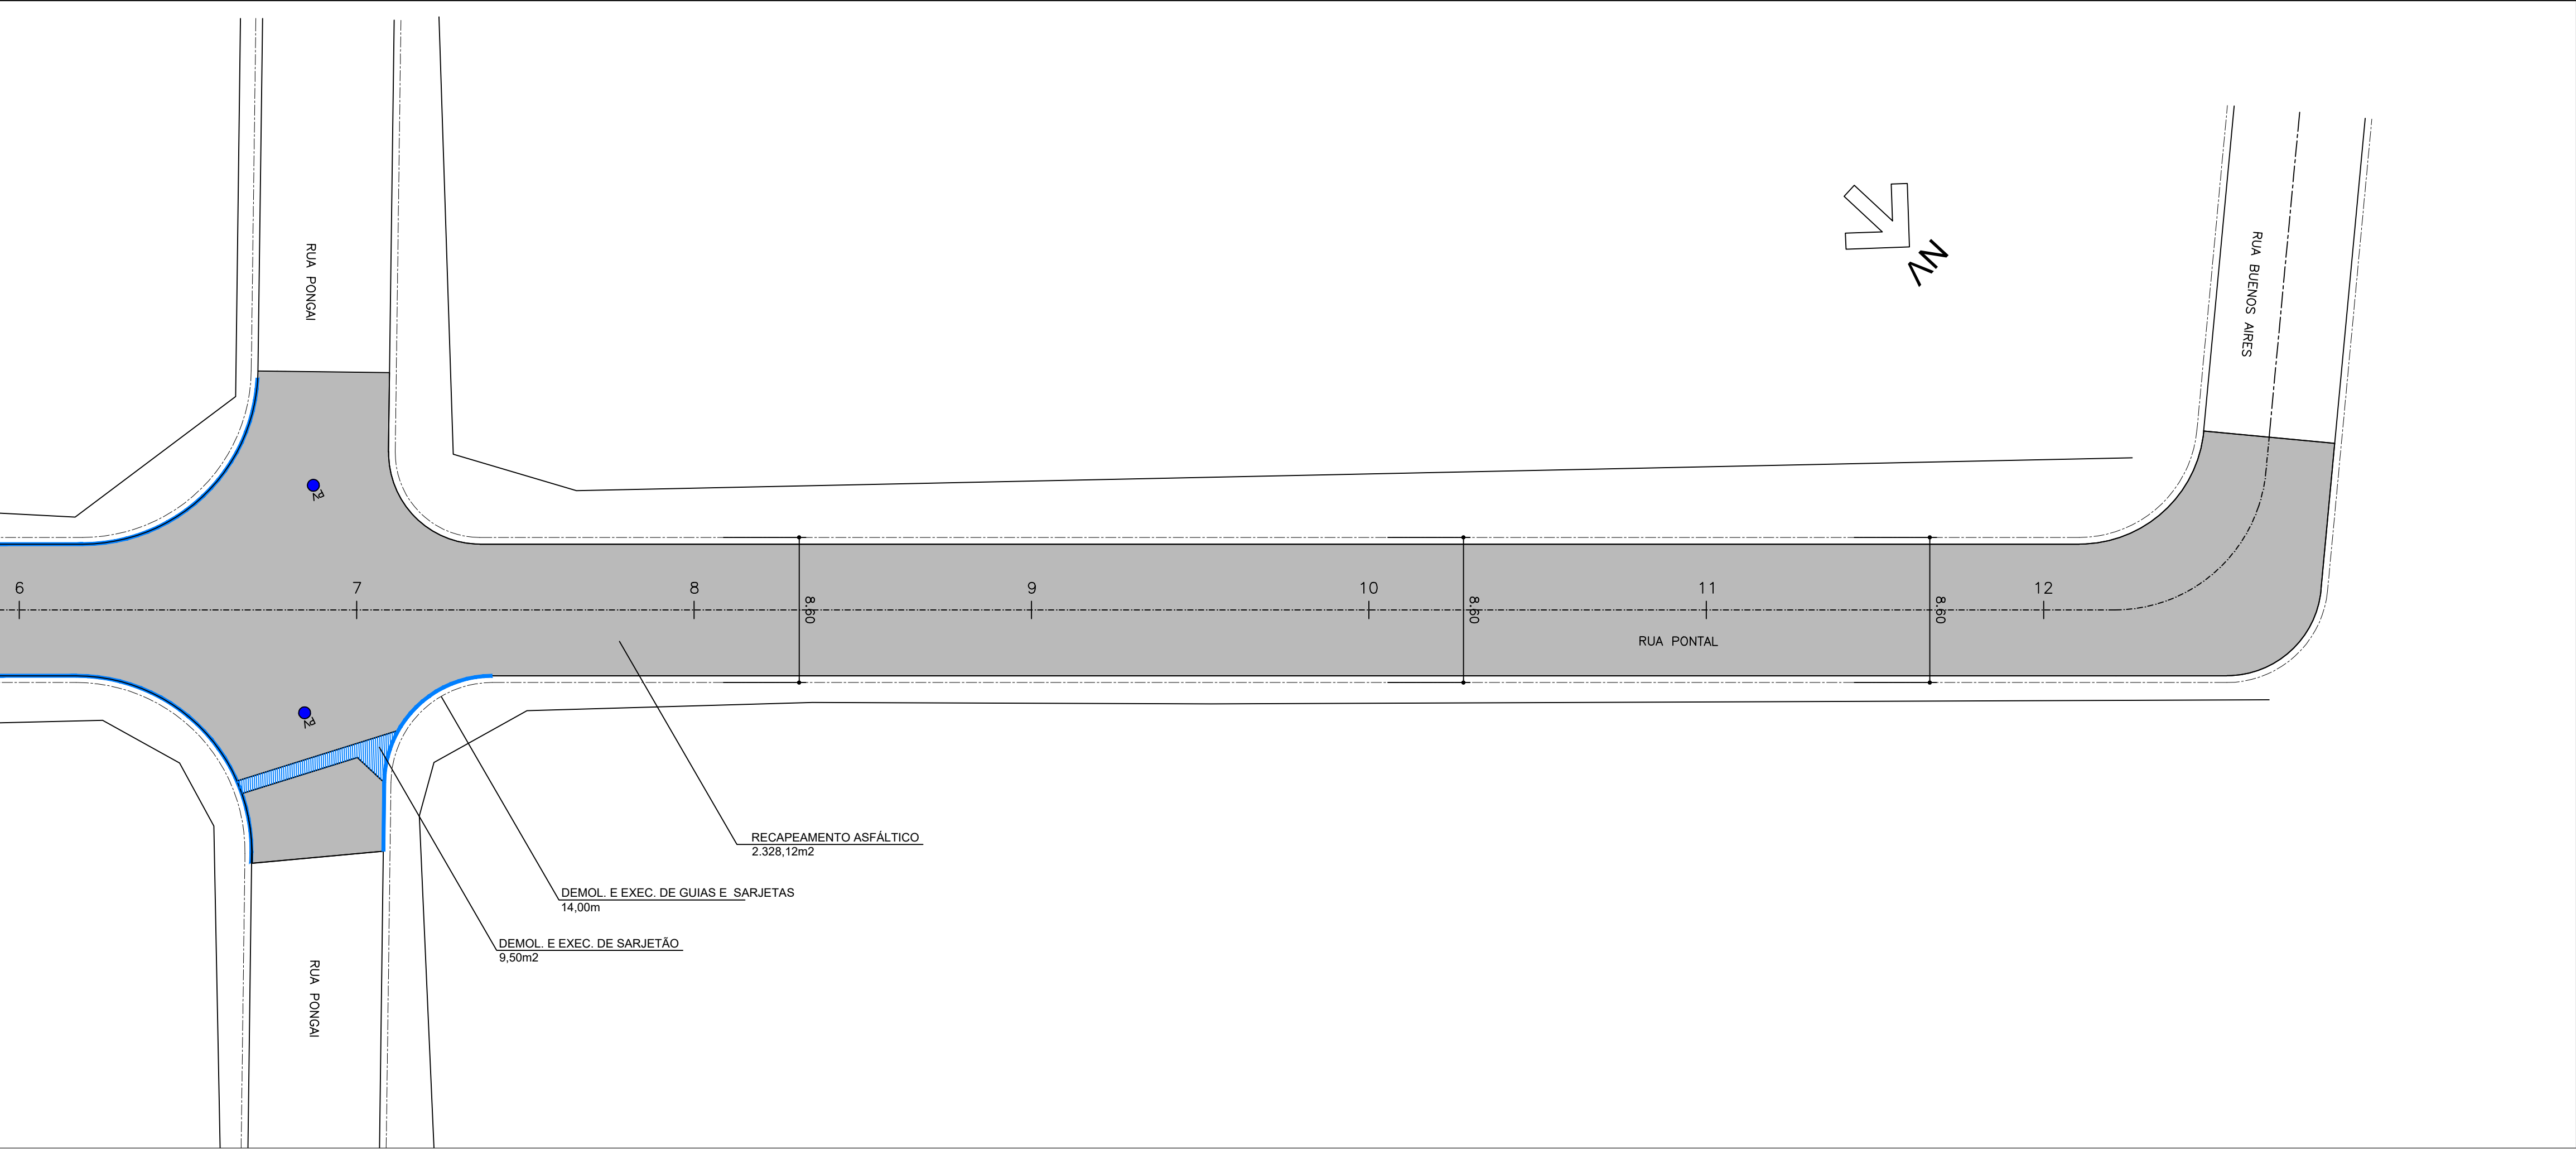 RUA PONGAI
NV
RUA BUENOS AIRES
6
7
8
9
10
11
12
8.60
8.60
8.60
RUA PONTAL
RECAPEAMENTO ASFÁLTICO
2.328,12m2
DEMOL. E EXEC. DE GUIAS E SARJETAS
14,00m
DEMOL. E EXEC. DE SARJETÃO
9,50m2
RUA PONGAI